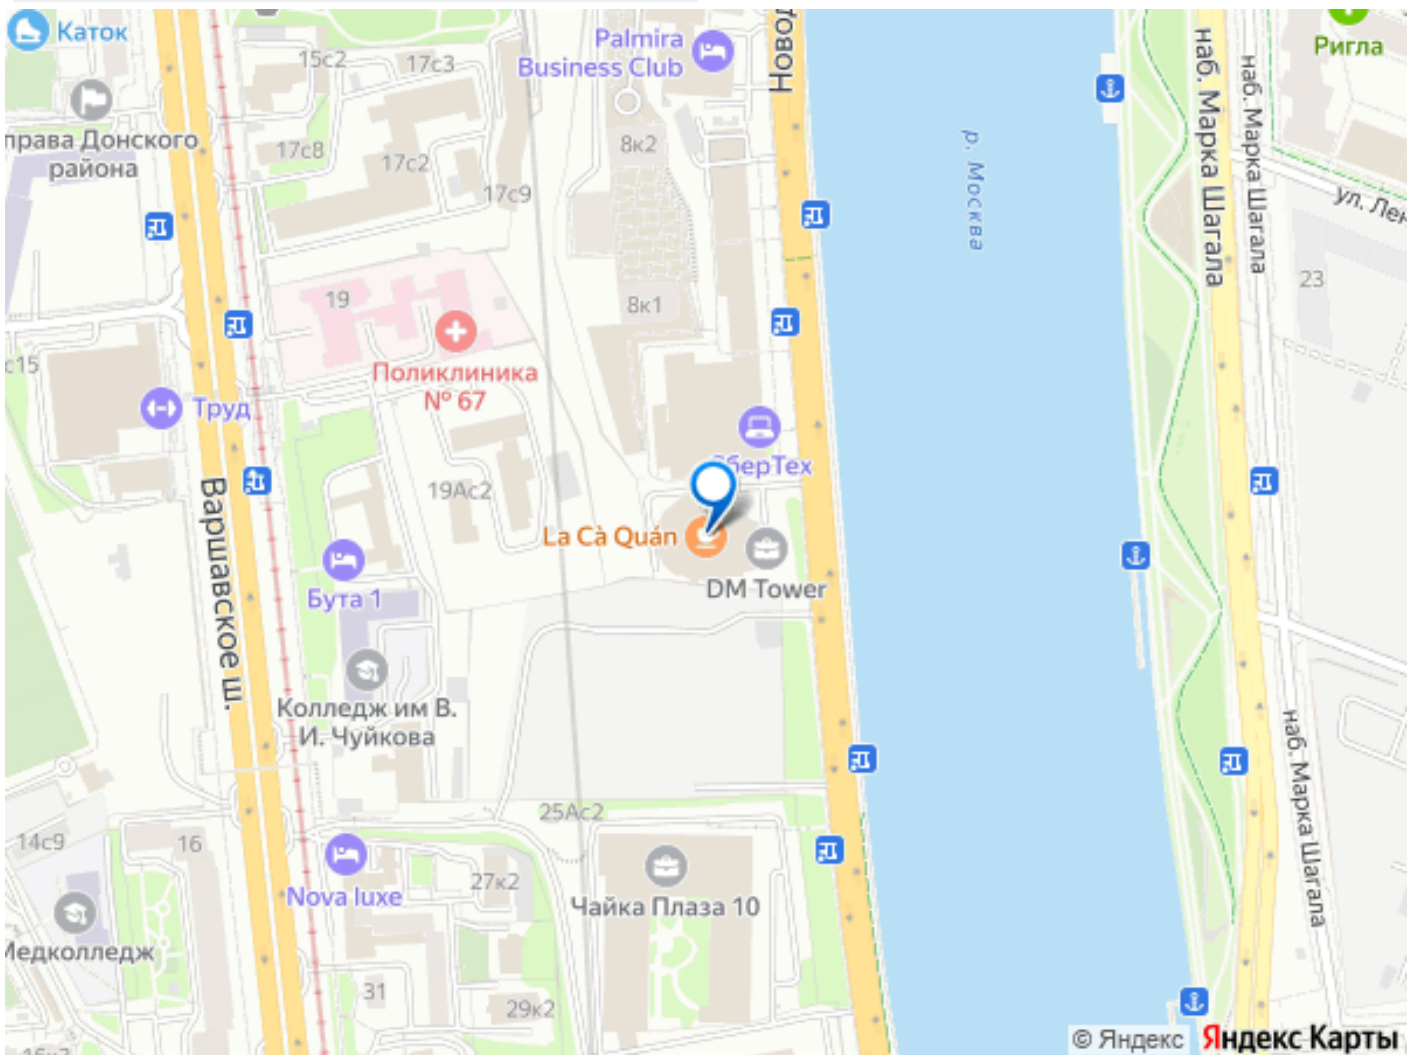 Каток
Palmira
Business Club
Новод
15с2
17с3
Ригла
права Донского
района
17с8
17с2
17с9
8к2
р. Москва
наб. Марка Шагала
наб. Марка Шагала
ул. Лен
23
19
8к1
с15
Поликлиника
№ 67
Труд
СберТех
19Ас2
Варшавское ш.
La Cà Quán
DM Tower
Бута 1
Колледж им В.
И. Чуйкова
наб. Марка Шагала
25Ас2
14с9
16
27к2
Nova luxe
Чайка Плаза 10
Медколледж
31
29к2
© Яндекс
Яндекс Карты